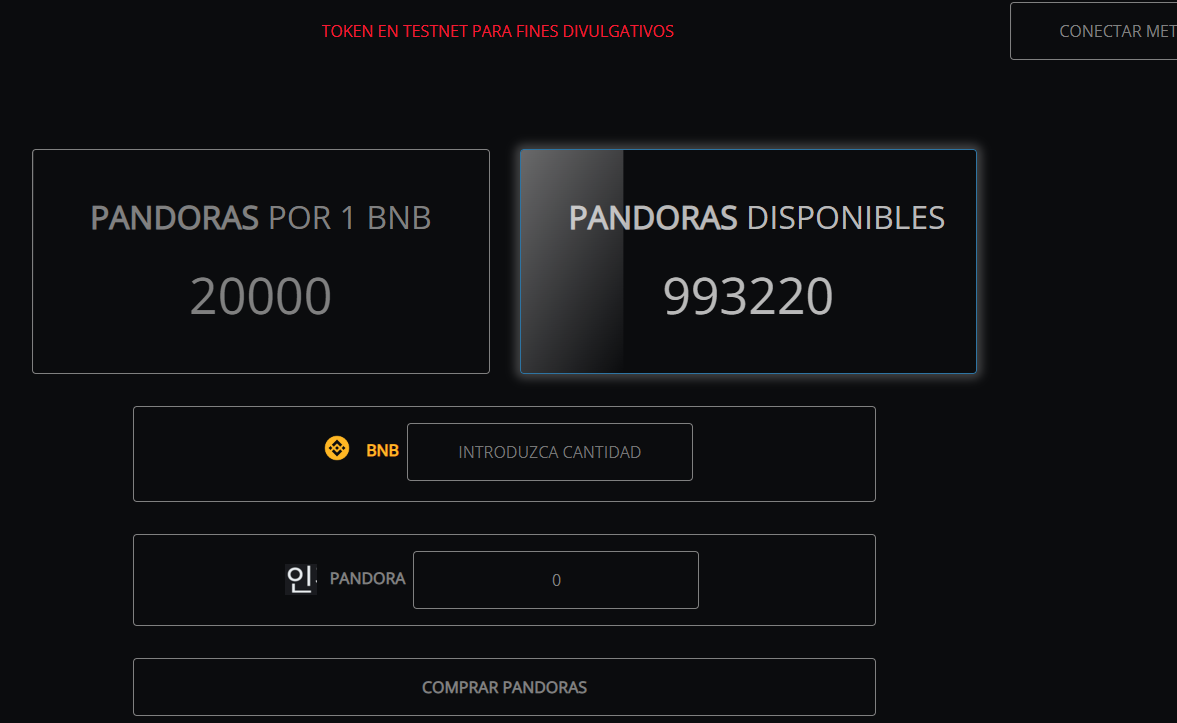 TOKEN EN TESTNET PARA FINES DIVULGATIVOS
CONECTAR MET
PANDORAS POR 1 BNB
20000
PANDORAS DISPONIBLES
993220
BNB INTRODUZCA CANTIDAD
인 PANDORA 0
COMPRAR PANDORAS